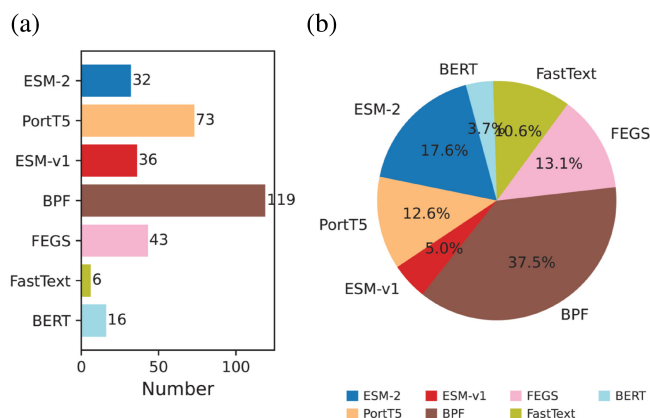 (a)
ESM-2
32
PortT5
73
ESM-v1
36
BPF
119
FEGS
43
FastText
6
BERT
16
0
50
100
Number
(b)
BERT
FastText
ESM-2
FEGS
3.7%
10.6%
17.6%
13.1%
PortT5
12.6%
5.0%
37.5%
ESM-v1
BPF
ESM-2
ESM-v1
FEGS
BERT
PortT5
BPF
FastText